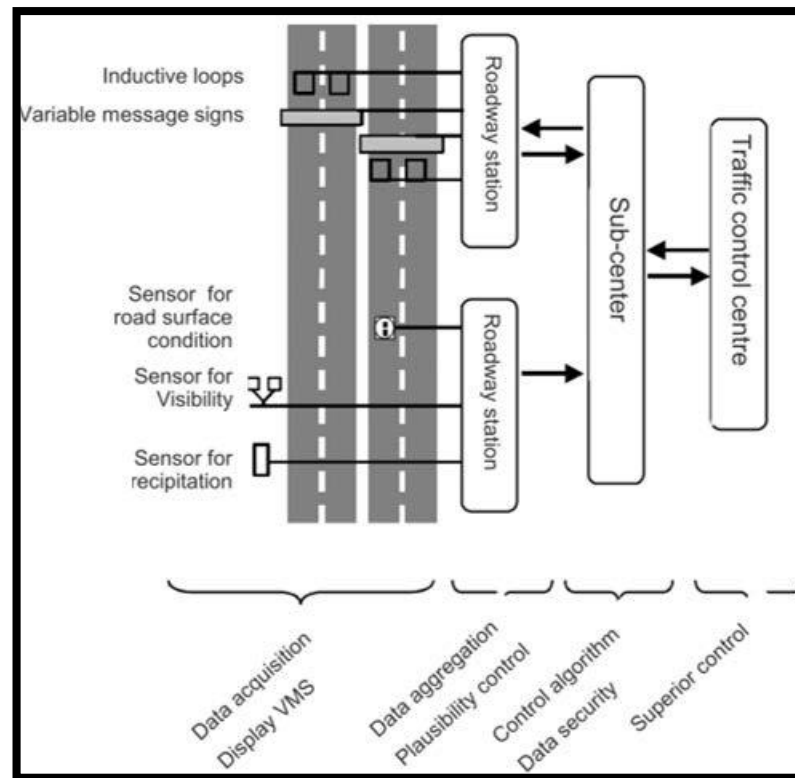 Inductive loops
Variable message signs
Roadway station
Sub-center
Traffic control centre
Sensor for
road surface
condition
Sensor for
Visibility
Sensor for
recipitation
Roadway station
Data acquisition
Display VMS
Data aggregation
Plausibility control
Control algorithm
Data security
Superior control